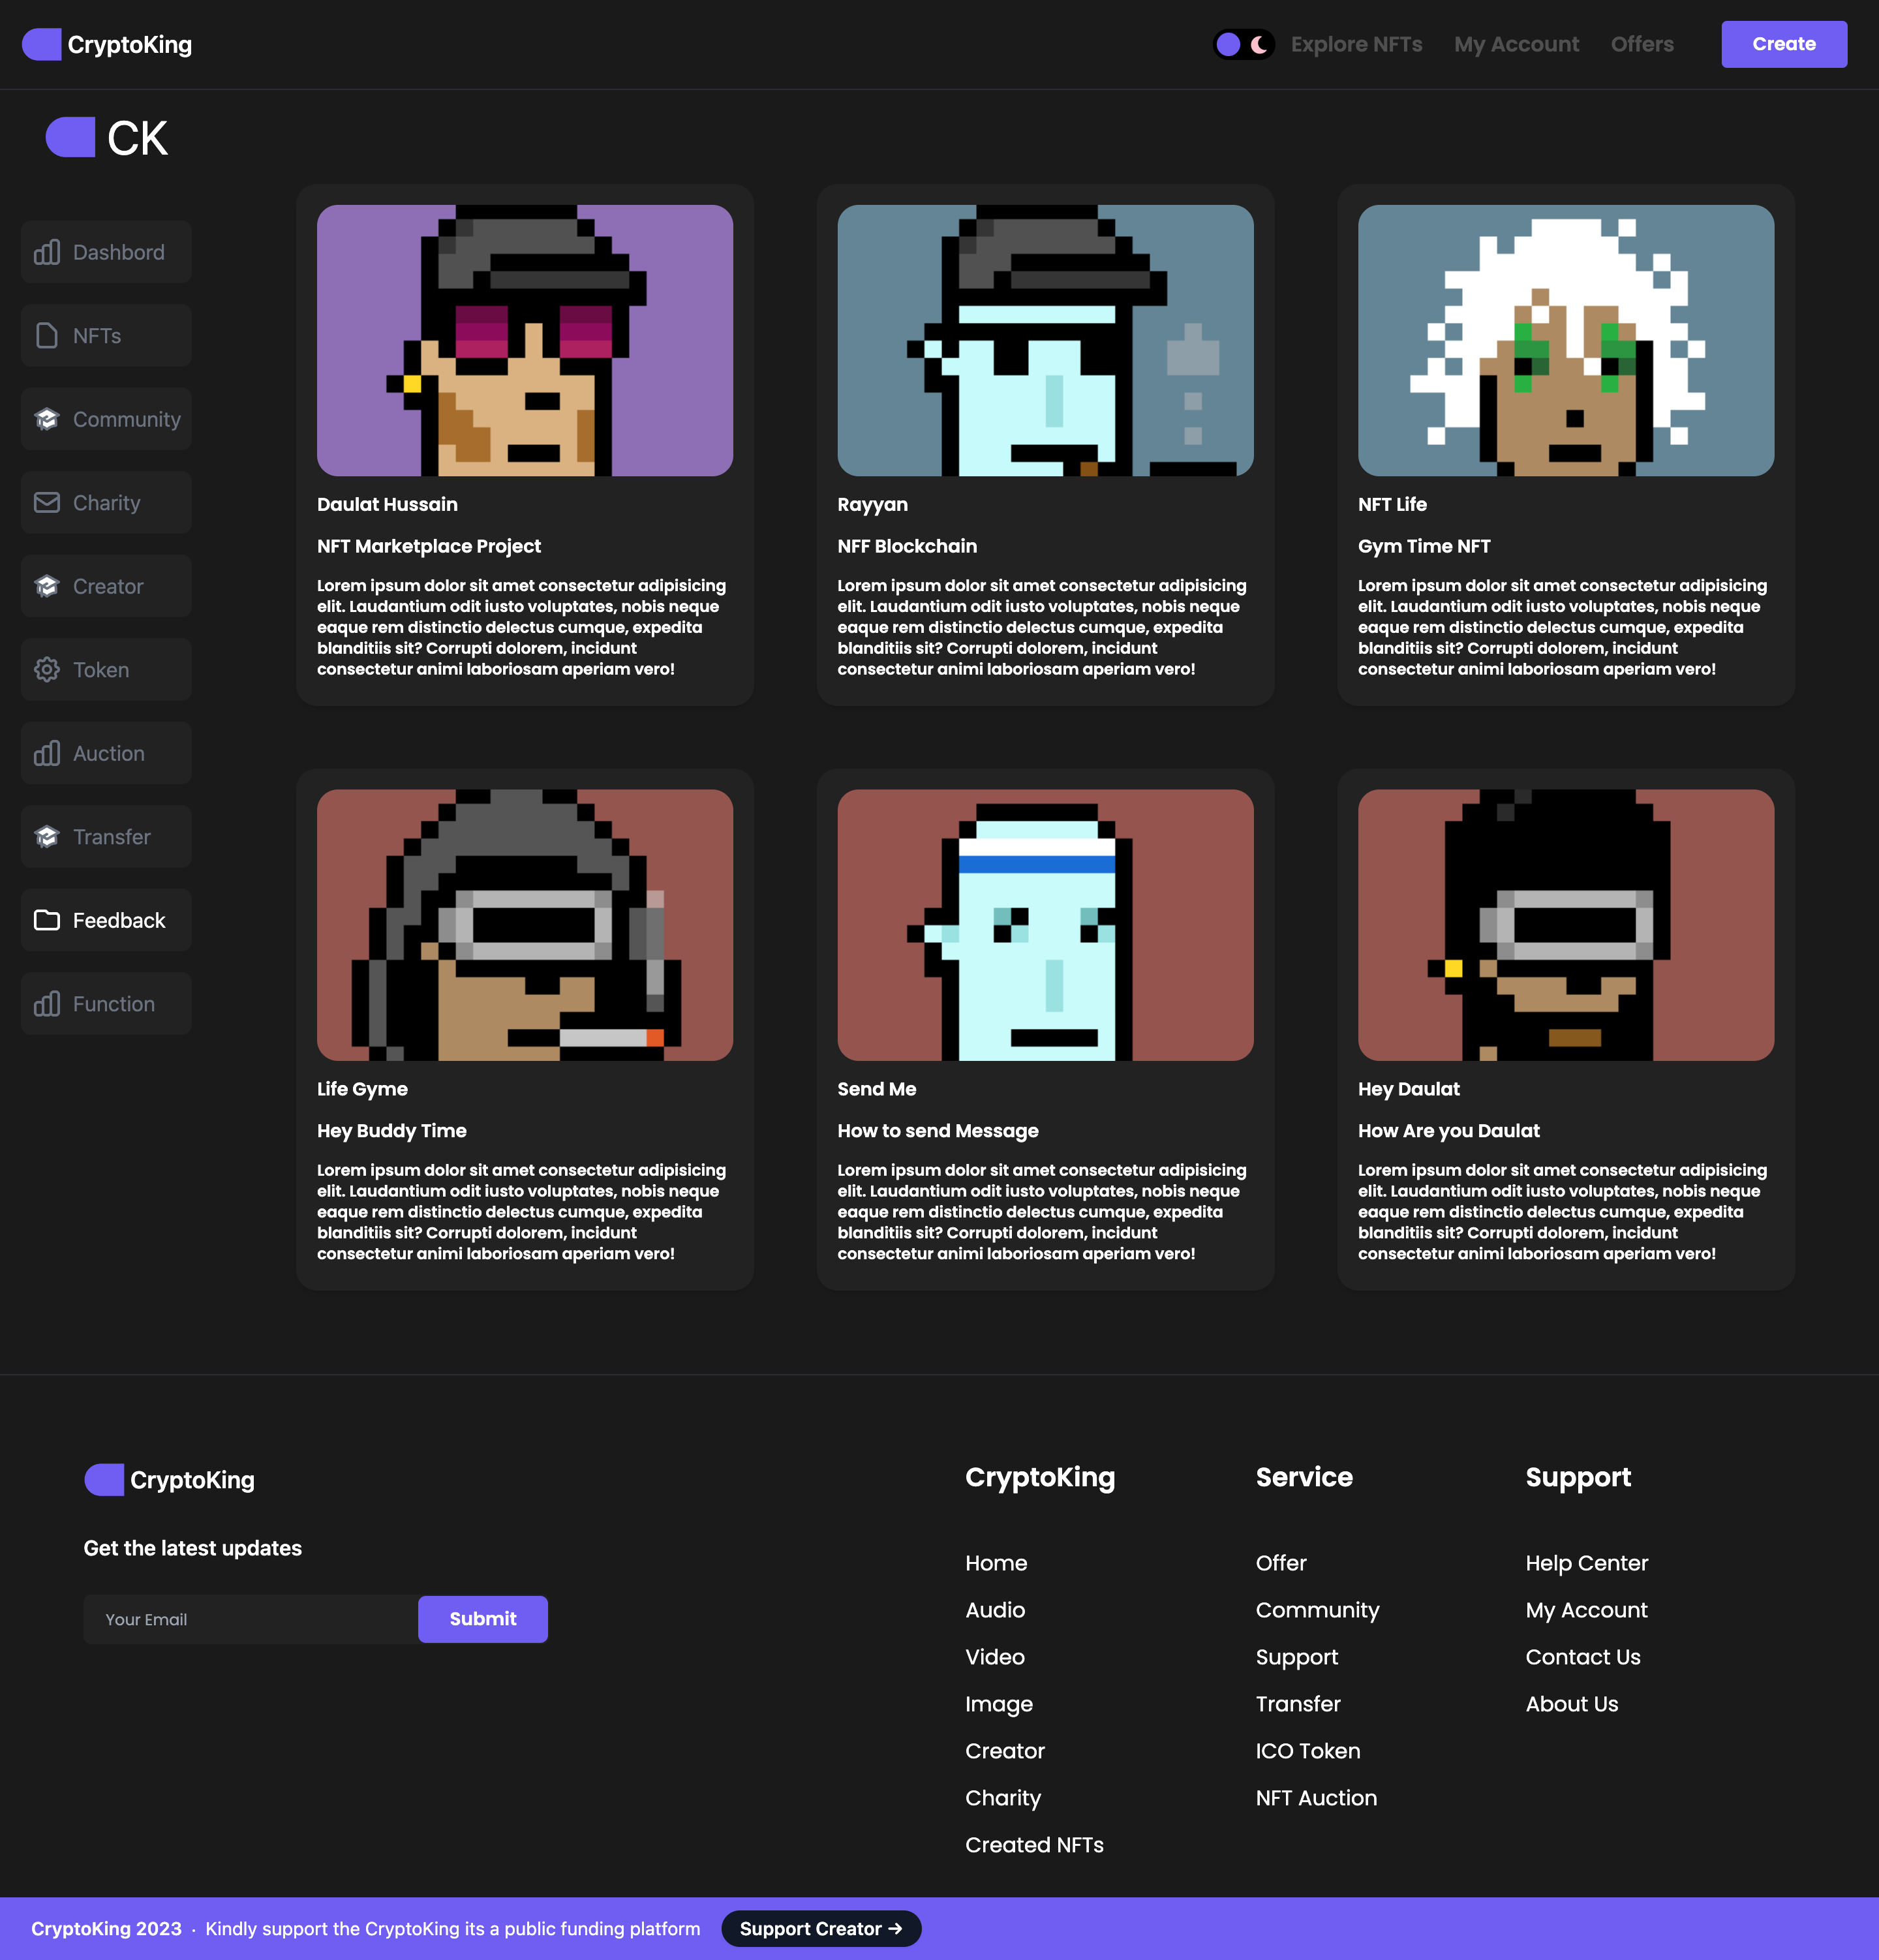 CryptoKing
Explore NFTs
My Account
Offers
Create
CK
Dashbord
NFTs
Community
Charity
Creator
Token
Auction
Transfer
Feedback
Function
Daulat Hussain
NFT Marketplace Project
Lorem ipsum dolor sit amet consectetur adipisicing
elit. Laudantium odit iusto voluptates, nobis neque
eaque rem distinctio delectus cumque, expedita
blanditiis sit? Corrupti dolorem, incidunt
consectetur animi laboriosam aperiam vero!
Rayyan
NFF Blockchain
Lorem ipsum dolor sit amet consectetur adipisicing
elit. Laudantium odit iusto voluptates, nobis neque
eaque rem distinctio delectus cumque, expedita
blanditiis sit? Corrupti dolorem, incidunt
consectetur animi laboriosam aperiam vero!
NFT Life
Gym Time NFT
Lorem ipsum dolor sit amet consectetur adipisicing
elit. Laudantium odit iusto voluptates, nobis neque
eaque rem distinctio delectus cumque, expedita
blanditiis sit? Corrupti dolorem, incidunt
consectetur animi laboriosam aperiam vero!
Life Gyme
Hey Buddy Time
Lorem ipsum dolor sit amet consectetur adipisicing
elit. Laudantium odit iusto voluptates, nobis neque
eaque rem distinctio delectus cumque, expedita
blanditiis sit? Corrupti dolorem, incidunt
consectetur animi laboriosam aperiam vero!
Send Me
How to send Message
Lorem ipsum dolor sit amet consectetur adipisicing
elit. Laudantium odit iusto voluptates, nobis neque
eaque rem distinctio delectus cumque, expedita
blanditiis sit? Corrupti dolorem, incidunt
consectetur animi laboriosam aperiam vero!
Hey Daulat
How Are you Daulat
Lorem ipsum dolor sit amet consectetur adipisicing
elit. Laudantium odit iusto voluptates, nobis neque
eaque rem distinctio delectus cumque, expedita
blanditiis sit? Corrupti dolorem, incidunt
consectetur animi laboriosam aperiam vero!
CryptoKing
Get the latest updates
Your Email
Submit
CryptoKing
Home
Audio
Video
Image
Creator
Charity
Created NFTs
Service
Offer
Community
Support
Transfer
ICO Token
NFT Auction
Support
Help Center
My Account
Contact Us
About Us
CryptoKing 2023 · Kindly support the CryptoKing its a public funding platform
Support Creator →